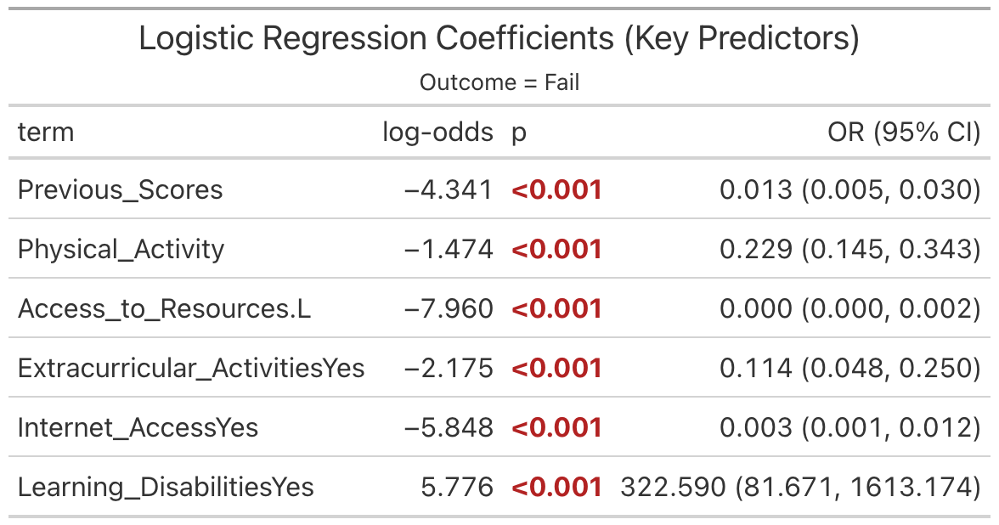 Logistic Regression Coefficients (Key Predictors)
Outcome = Fail
term log-odds p OR (95% CI)
Previous_Scores −4.341 <0.001 0.013 (0.005, 0.030)
Physical_Activity −1.474 <0.001 0.229 (0.145, 0.343)
Access_to_Resources.L −7.960 <0.001 0.000 (0.000, 0.002)
Extracurricular_ActivitiesYes −2.175 <0.001 0.114 (0.048, 0.250)
Internet_AccessYes −5.848 <0.001 0.003 (0.001, 0.012)
Learning_DisabilitiesYes 5.776 <0.001 322.590 (81.671, 1613.174)